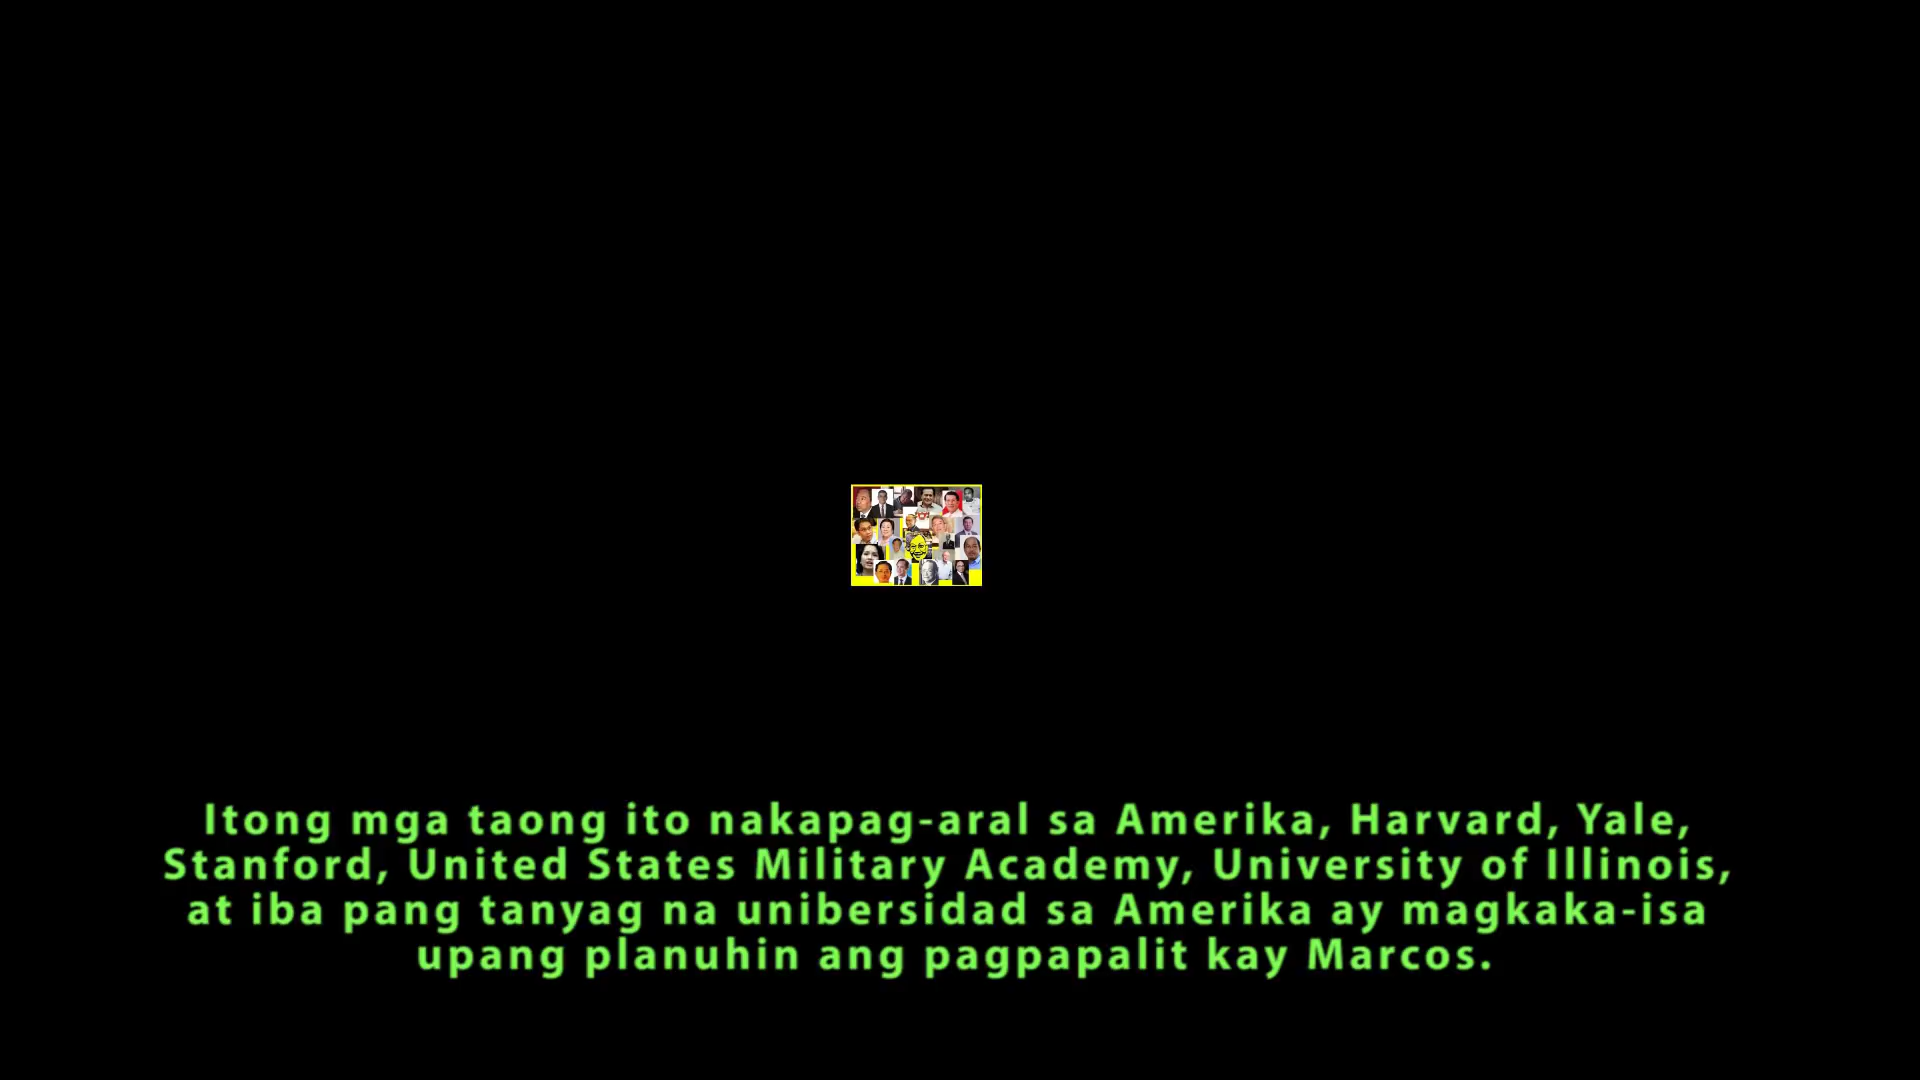 Itong mga taong ito nakapag-aral sa Amerika, Harvard, Yale,
Stanford, United States Military Academy, University of Illinois,
at iba pang tanyag na unibersidad sa Amerika ay magkaka-isa
upang planuhin ang pagpapalit kay Marcos.